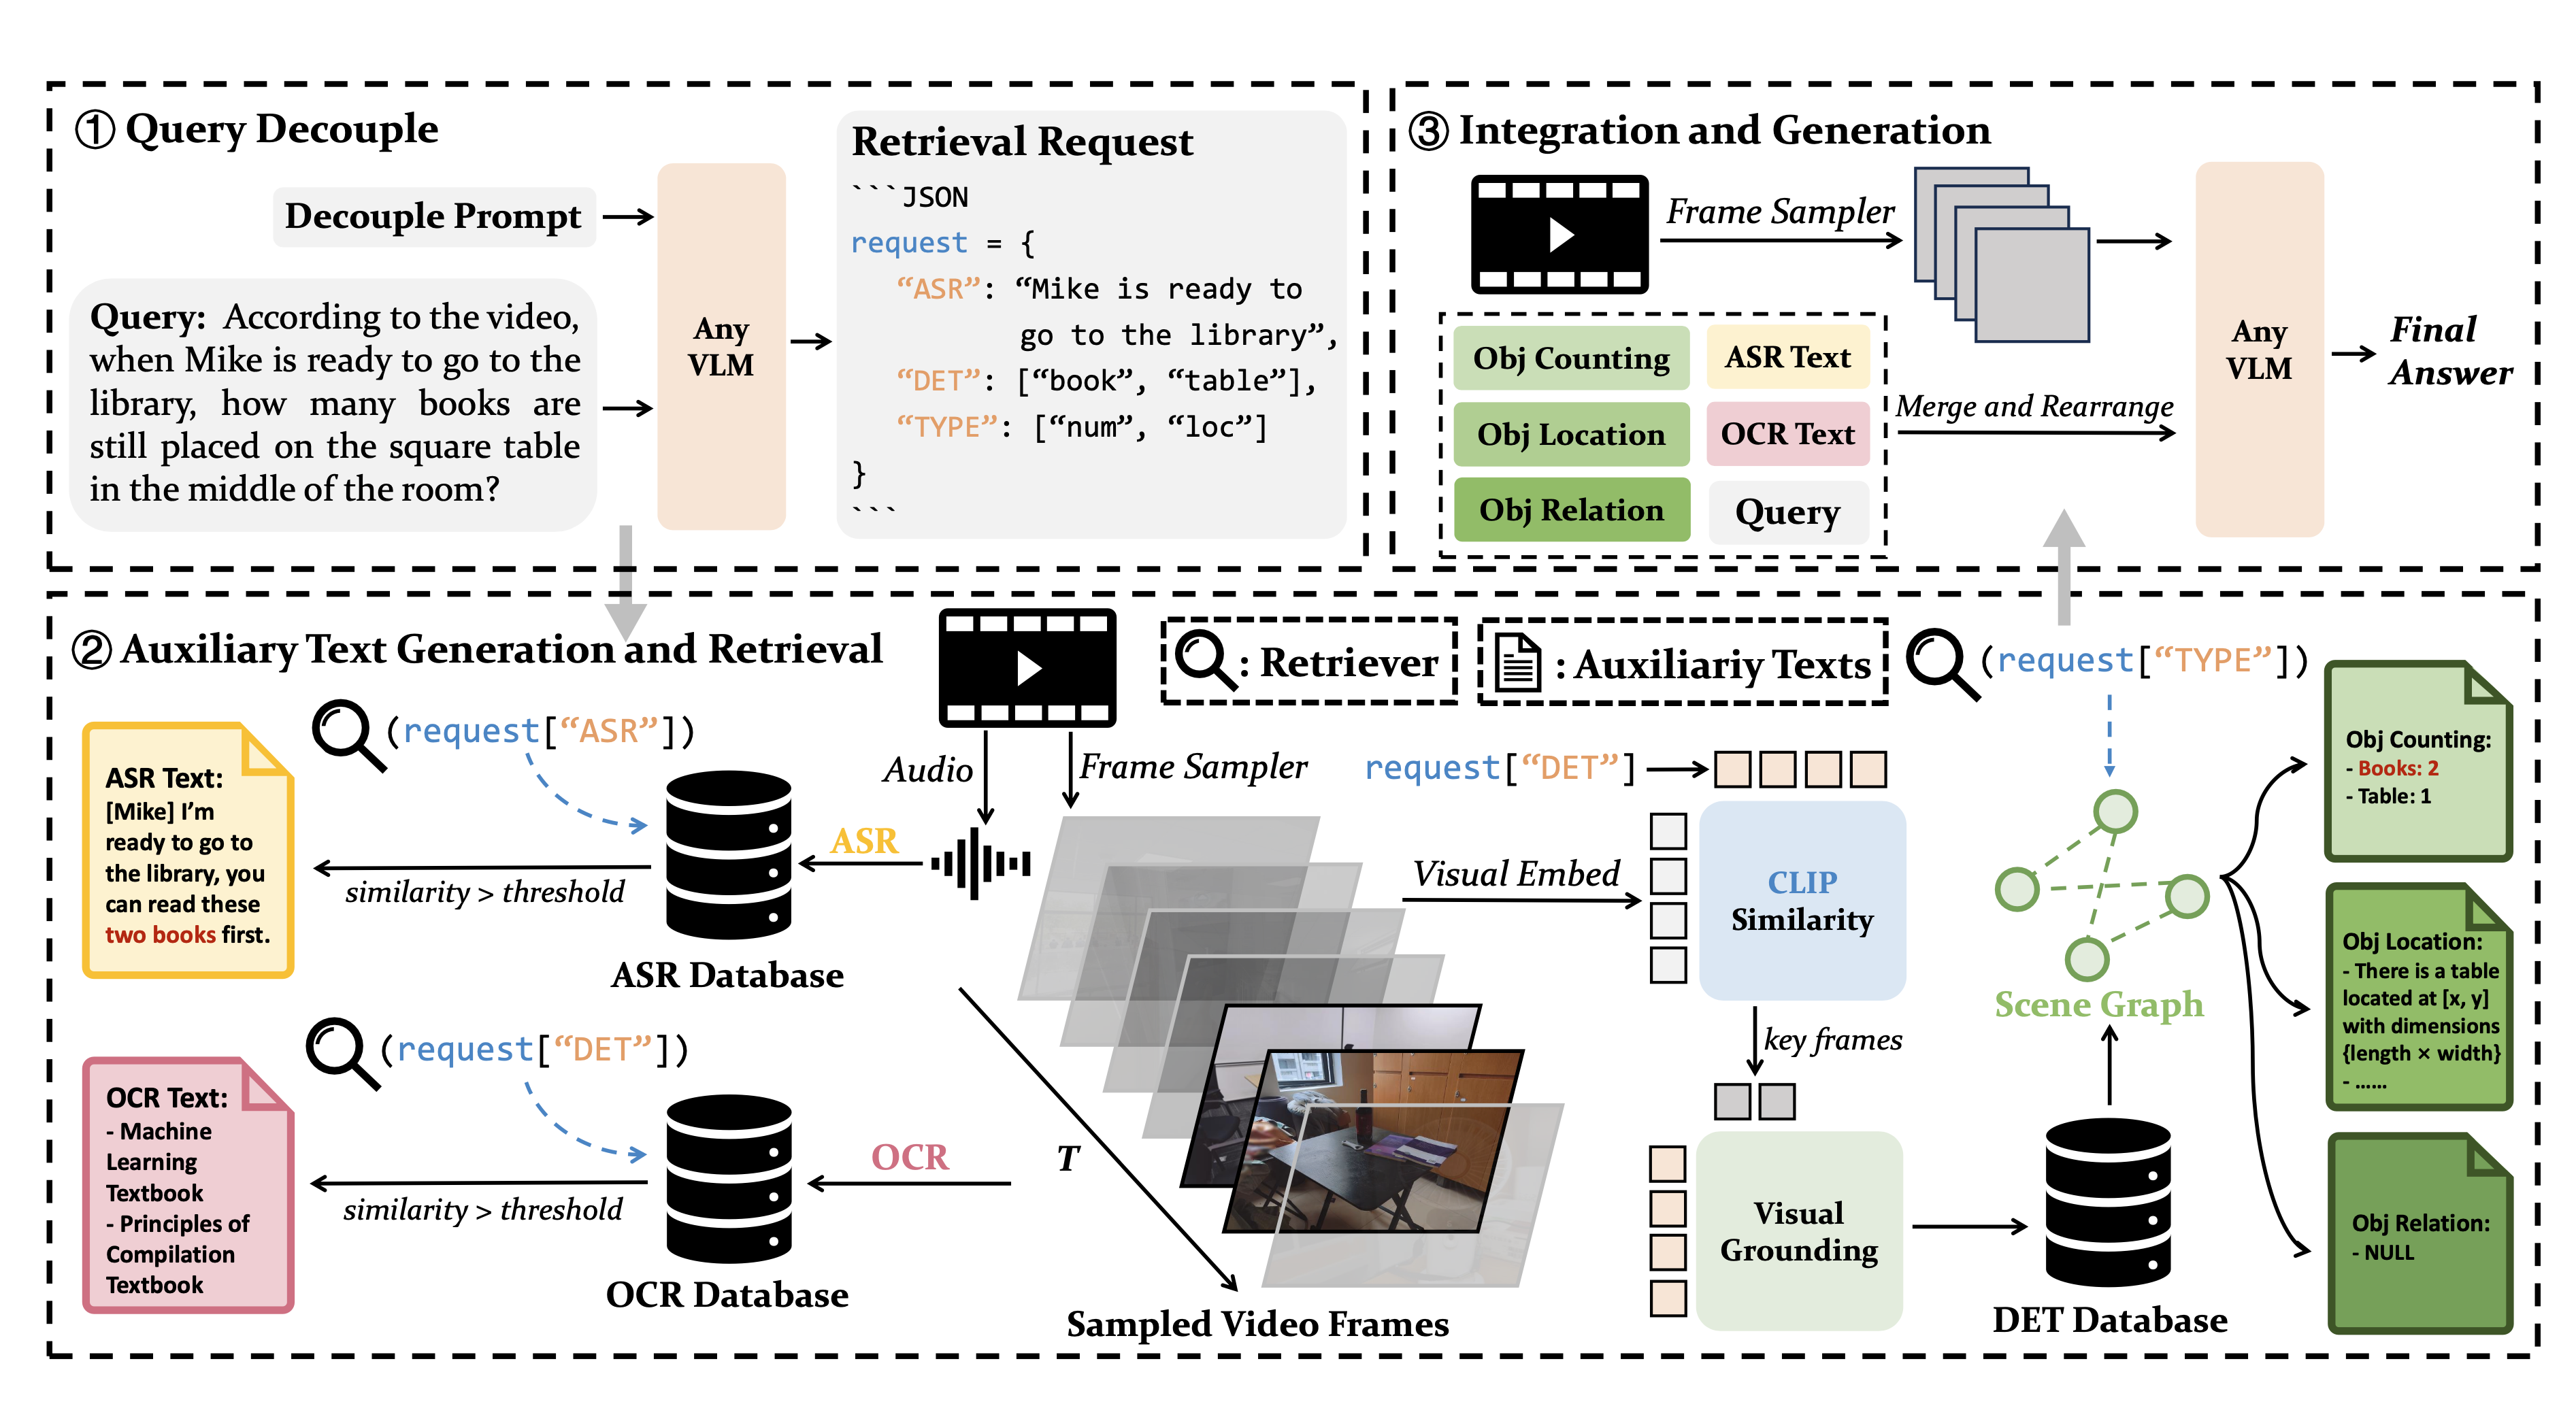 ① Query Decouple
Decouple Prompt
Query: According to the video,
when Mike is ready to go to the
library, how many books are
still placed on the square table
in the middle of the room?
Any
VLM
Retrieval Request
```JSON
request = {
“ASR”: “Mike is ready to
go to the library”,
“DET”: [“book”, “table”],
“TYPE”: [“num”, “loc”]
}
```
③ Integration and Generation
Frame Sampler
Obj Counting
ASR Text
Obj Location
OCR Text
Obj Relation
Query
Merge and Rearrange
Any
VLM
Final
Answer
② Auxiliary Text Generation and Retrieval
: Retriever
: Auxiliariy Texts
(request[“ASR”])
ASR Text:
[Mike] I’m
ready to go to
the library, you
can read these
two books first.
similarity > threshold
ASR Database
ASR
Audio
Frame Sampler
(request[“DET”])
OCR Text:
- Machine
Learning
Textbook
- Principles of
Compilation
Textbook
similarity > threshold
OCR Database
OCR
T
Sampled Video Frames
request[“DET”]
Visual Embed
CLIP
Similarity
key frames
Visual
Grounding
(request[“TYPE”])
Scene Graph
DET Database
Obj Counting:
- Books: 2
- Table: 1
Obj Location:
- There is a table
located at [x, y]
with dimensions
{length × width}
- ......
Obj Relation:
- NULL